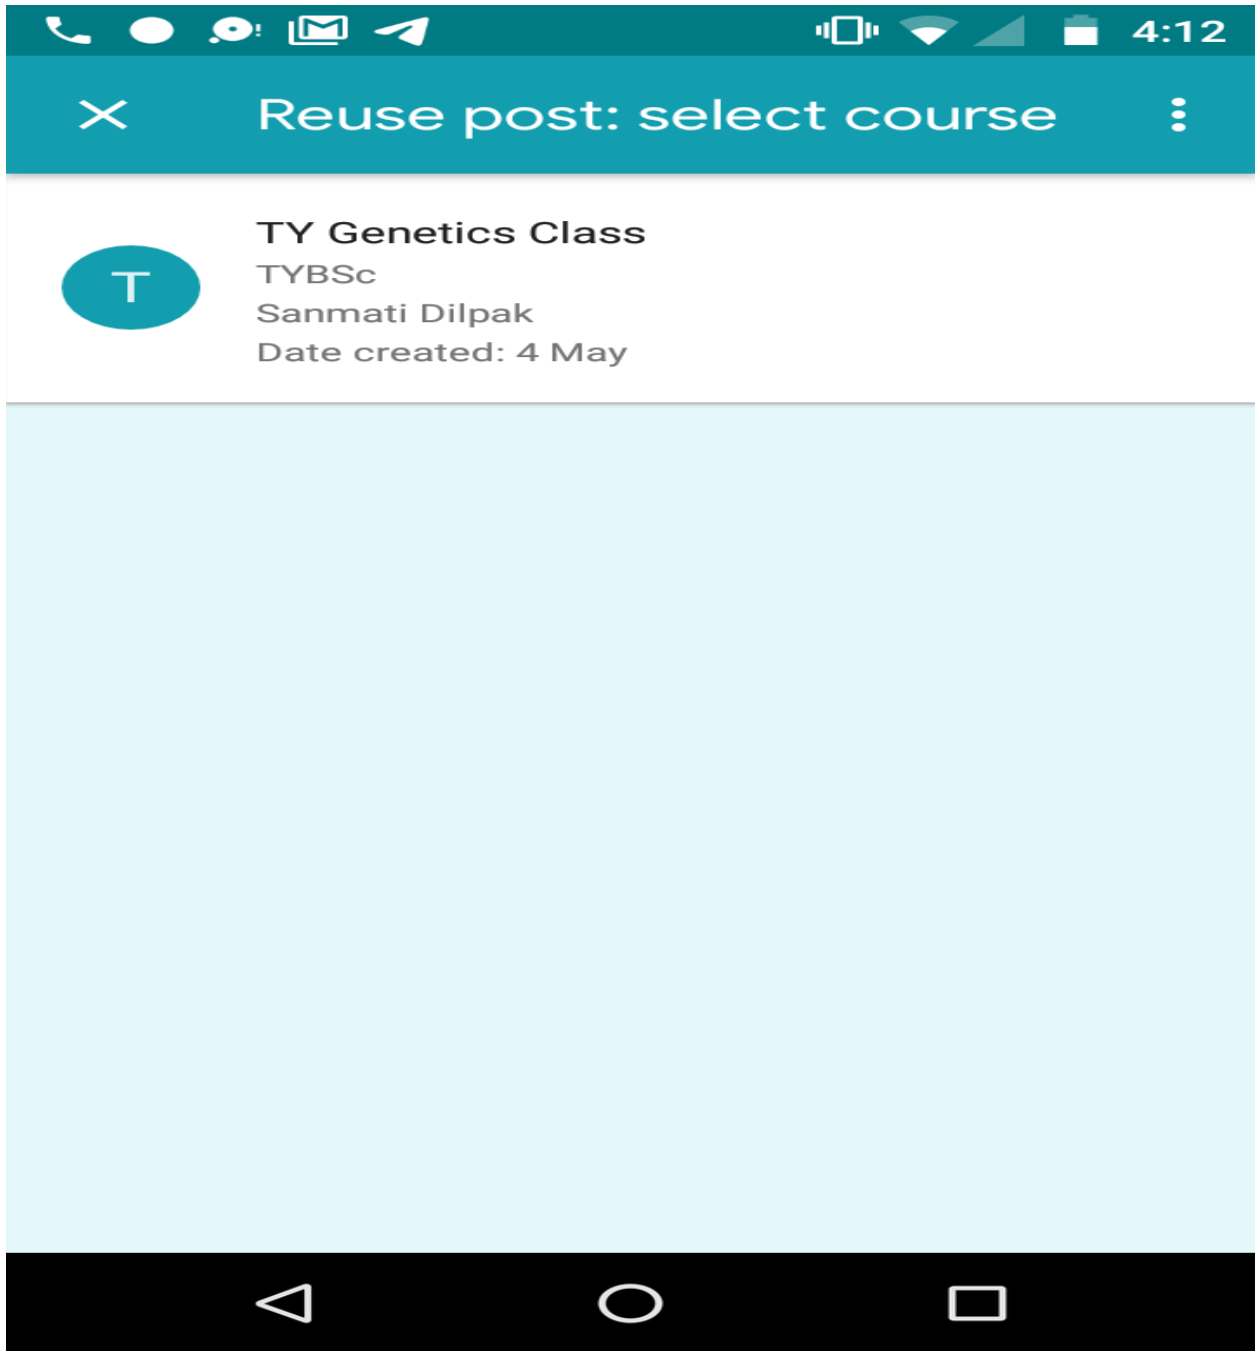 4:12
Reuse post: select course
T
TY Genetics Class
TYBSc
Sanmati Dilpak
Date created: 4 May